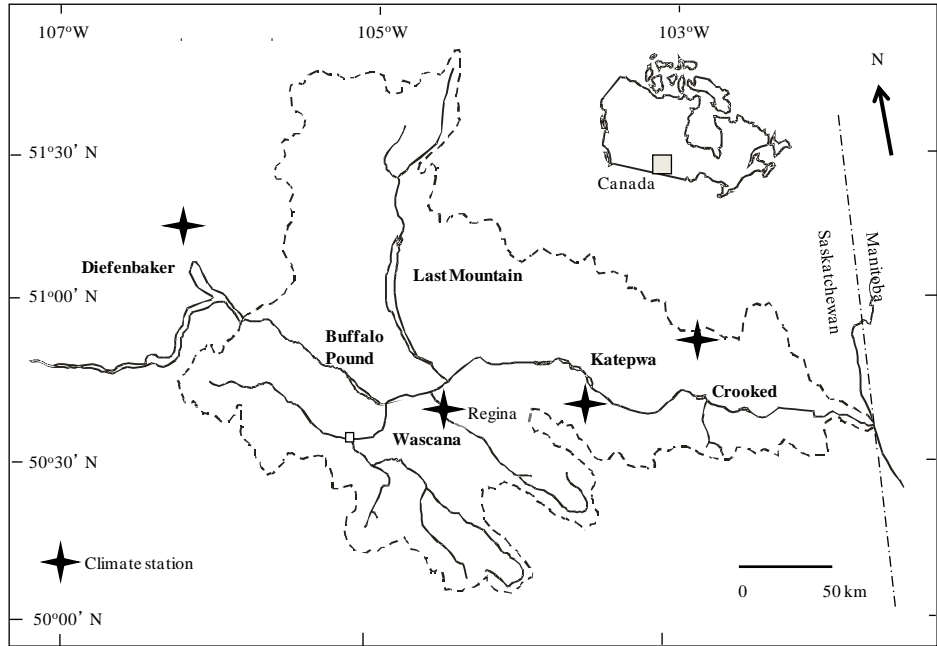 107°W
105°W
103°W
N
51°30' N
Canada
Diefenbaker
Last Mountain
Saskatchewan
Manitoba
51°00' N
Buffalo
Pound
Katepwa
Crooked
Regina
Wascana
50°30' N
Climate station
0 50 km
50°00' N